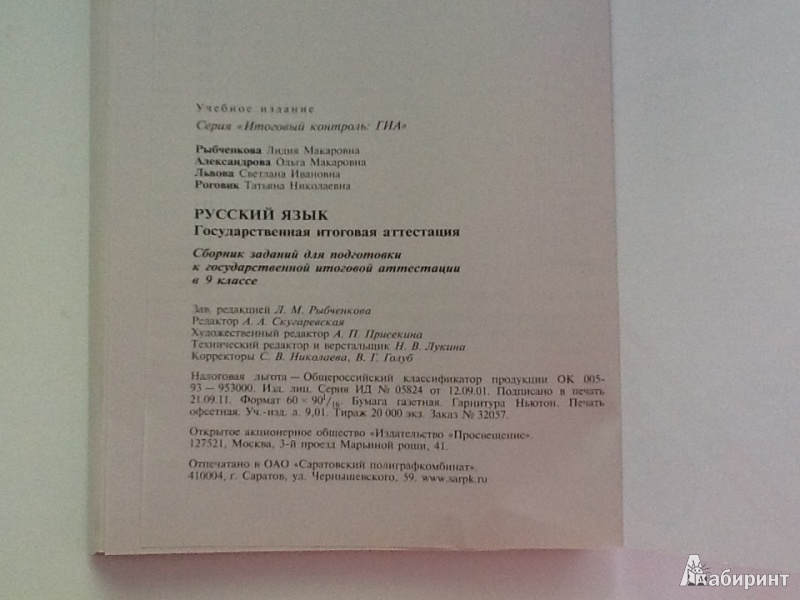 Учебное издание
Серия «Итоговый контроль: ГИА»
Рыбченкова Лидия Макаровна
Александрова Ольга Макаровна
Львова Светлана Ивановна
Роговик Татьяна Николаевна
РУССКИЙ ЯЗЫК
Государственная итоговая аттестация
Сборник заданий для подготовки
к государственной итоговой аттестации
в 9 классе
Зав. редакцией Л. М. Рыбченкова
Редактор А. А. Скугаревская
Художественный редактор А. П. Присекина
Технический редактор и верстальщик Н. В. Лукина
Корректоры С. В. Николаева, В. Г. Голуб
Налоговая льгота — Общероссийский классификатор продукции ОК 005-
93 — 953000. Изд. лиц. Серия ИД № 05824 от 12.09.01. Подписано в печать
21.09.11. Формат 60 × 90 1/16. Бумага газетная. Гарнитура Ньютон. Печать
офсетная. Уч.-изд. л. 9,01. Тираж 20 000 экз. Заказ № 32057.
Открытое акционерное общество «Издательство «Просвещение».
127521, Москва, 3-й проезд Марьиной рощи, 41.
Отпечатано в ОАО «Саратовский полиграфкомбинат».
410004, г. Саратов, ул. Чернышевского, 59. www.sarpk.ru
Лабиринт